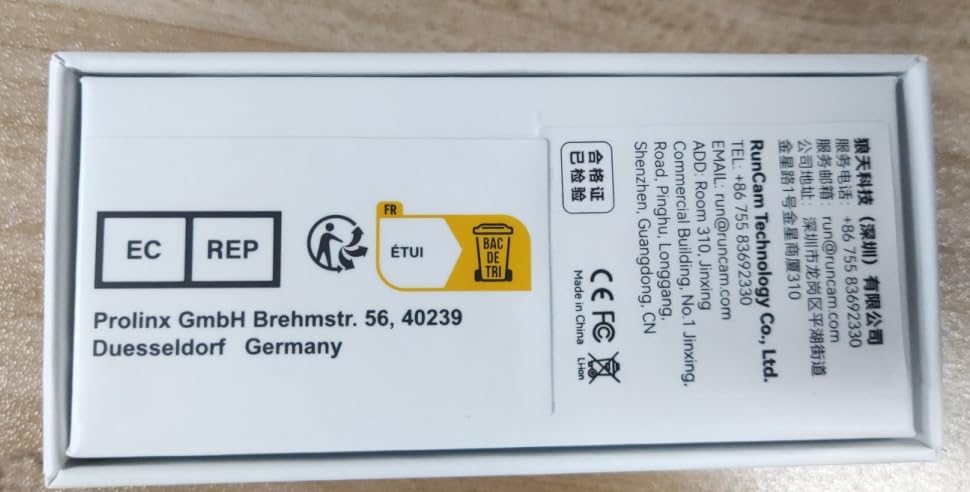 EC REP
FR
ÉTUI
BAC
DE
TRI
Prolinx GmbH Brehmstr. 56, 40239
Duesseldorf Germany
狼天科技（深圳）有限公司
服务电话：+86 755 83692330
服务邮箱：run@runcam.com
公司地址：深圳市龙岗区平湖街道
金星路1号金星商厦310
RunCam Technology Co., Ltd.
TEL: +86 755 83692330
EMAIL: run@runcam.com
ADD: Room 310, Jinxing
Commercial Building, No.1 Jinxing,
Road, Pinghu, Longgang,
Shenzhen, Guangdong, CN
合格证
已检验
CE FC
Made in China Li-ion